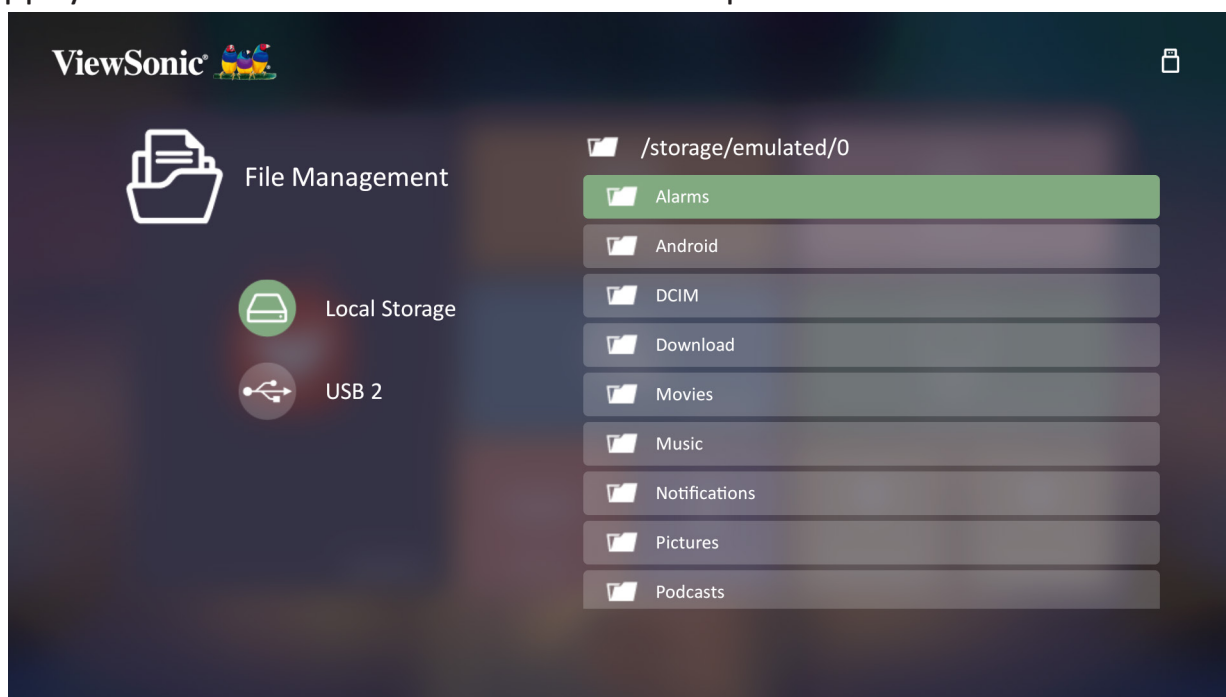 ViewSonic®
File Management
Local Storage
USB 2
/storage/emulated/0
Alarms
Android
DCIM
Download
Movies
Music
Notifications
Pictures
Podcasts